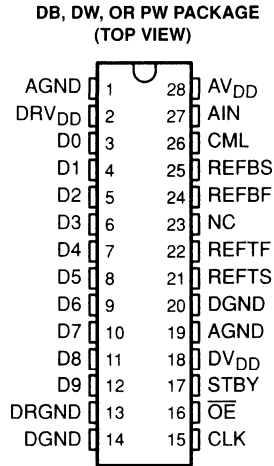 DB, DW, OR PW PACKAGE
(TOP VIEW)
AGND 1 28 AVDD
DRVDD 2 27 AIN
D0 3 26 CML
D1 4 25 REFBS
D2 5 24 REFBF
D3 6 23 NC
D4 7 22 REFTF
D5 8 21 REFTS
D6 9 20 DGND
D7 10 19 AGND
D8 11 18 DVDD
D9 12 17 STBY
DRGND 13 16 O̅E̅
DGND 14 15 CLK